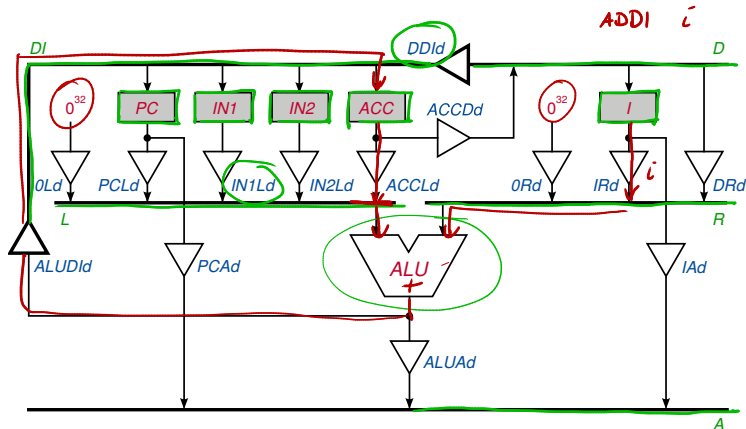 ADDI i
DI DDId D
0³² PC IN1 IN2 ACC ACCDd 0³² I
0Ld PCLd IN1Ld IN2Ld ACCLd 0Rd IRd i DRd
L R
ALUDId PCAd ALU IAd
+
ALUAd
A